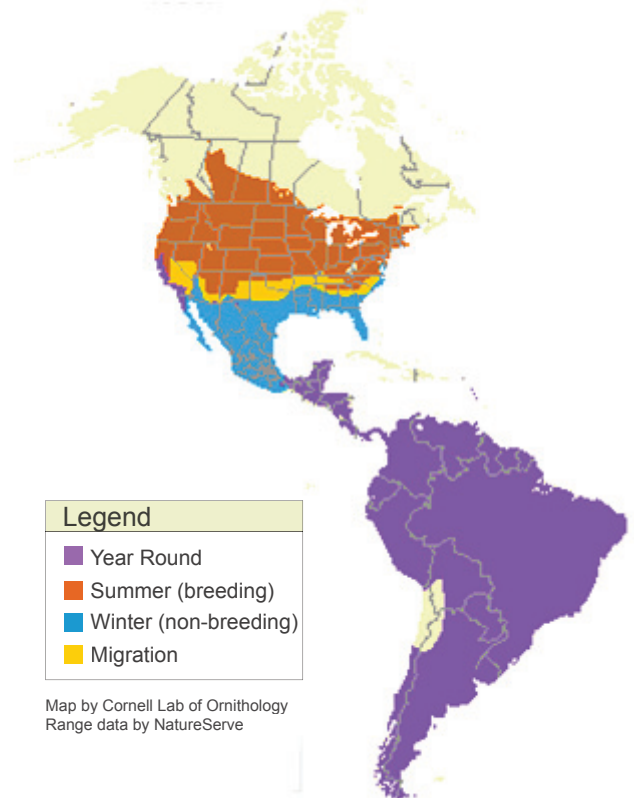 Legend
Year Round
Summer (breeding)
Winter (non-breeding)
Migration
Map by Cornell Lab of Ornithology
Range data by NatureServe